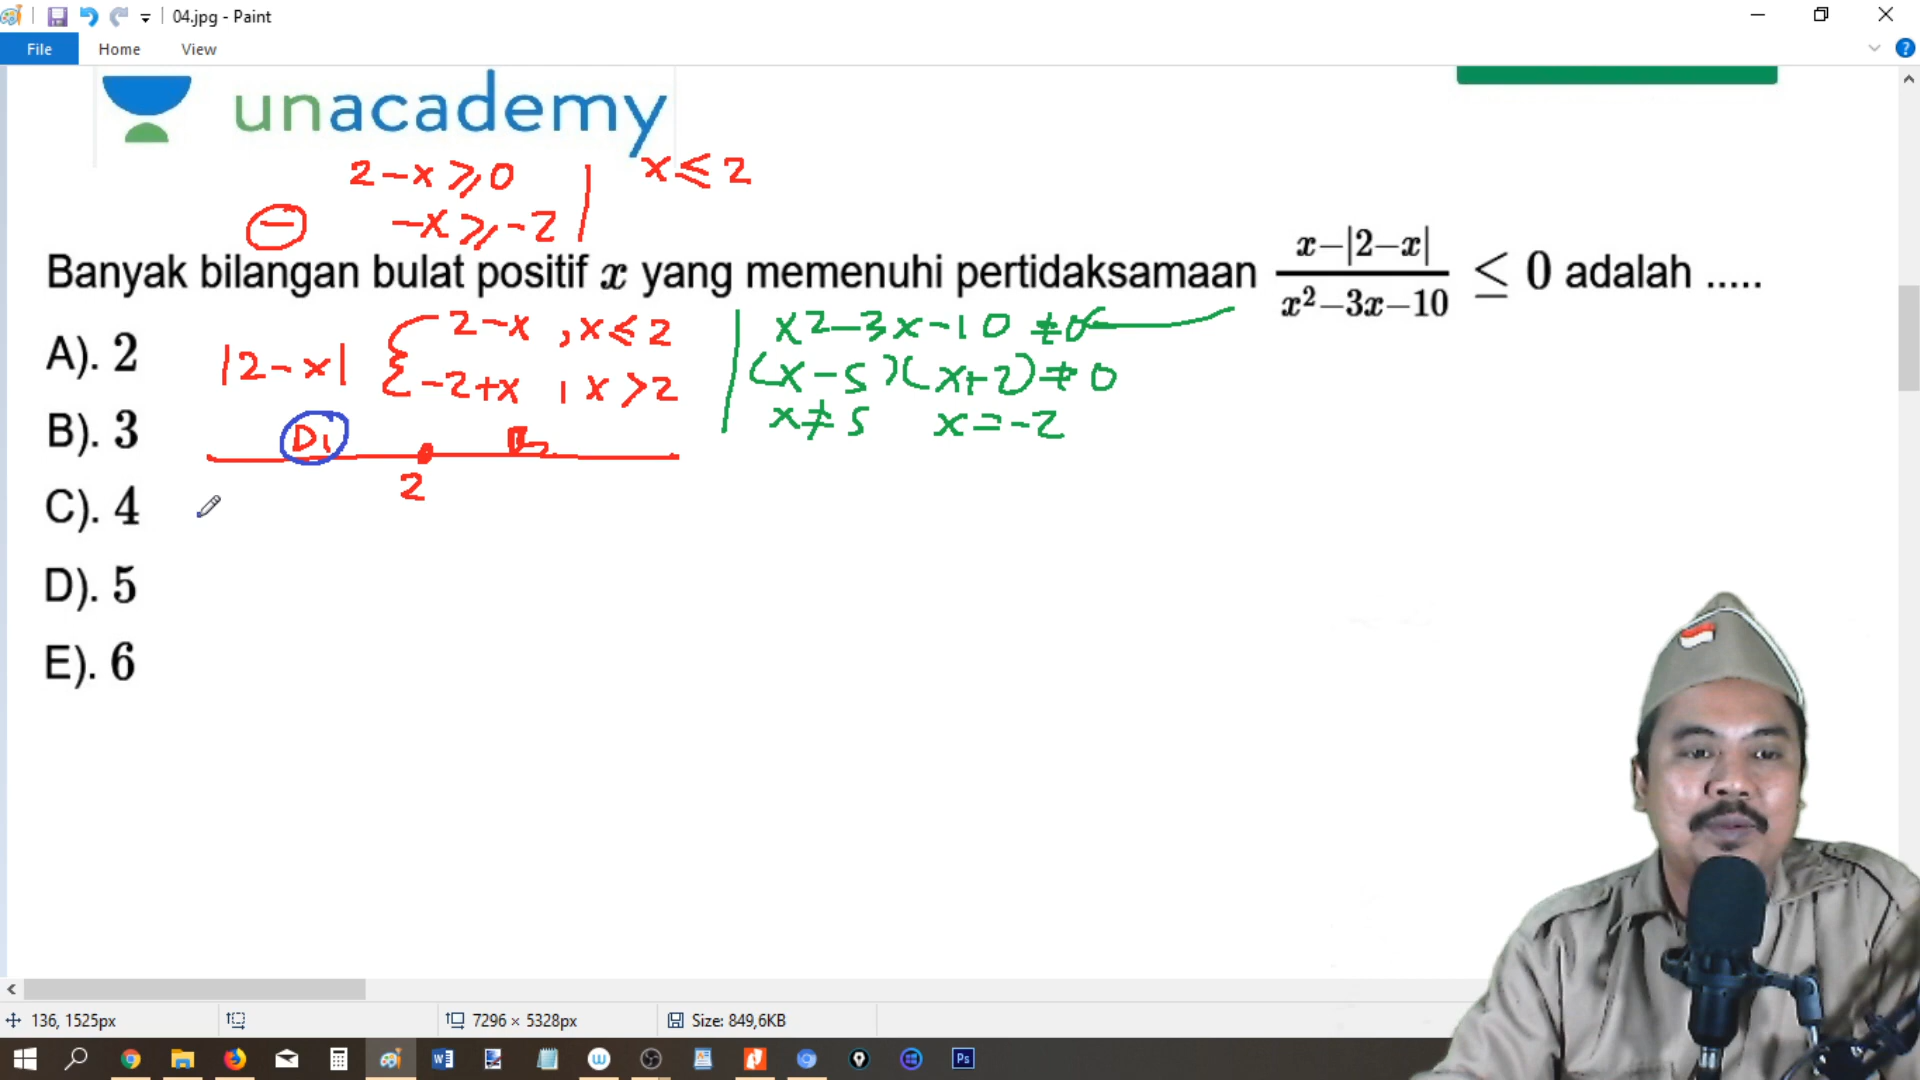 04.jpg - Paint
File Home View
unacademy
2-x ≥ 0 | x ≤ 2
- -x ≥ -2
Banyak bilangan bulat positif x yang memenuhi pertidaksamaan \frac{x-|2-x|}{x²-3x-10} ≤ 0 adalah .....
|2-x| { 2-x , x ≤ 2
-2+x , x > 2
x²-3x-10 ≠ 0
(x-5)(x+2) ≠ 0
x ≠ 5 x = -2
D1
2
A). 2
B). 3
C). 4
D). 5
E). 6
136, 1525px 7296 × 5328px Size: 849,6KB
W Ps